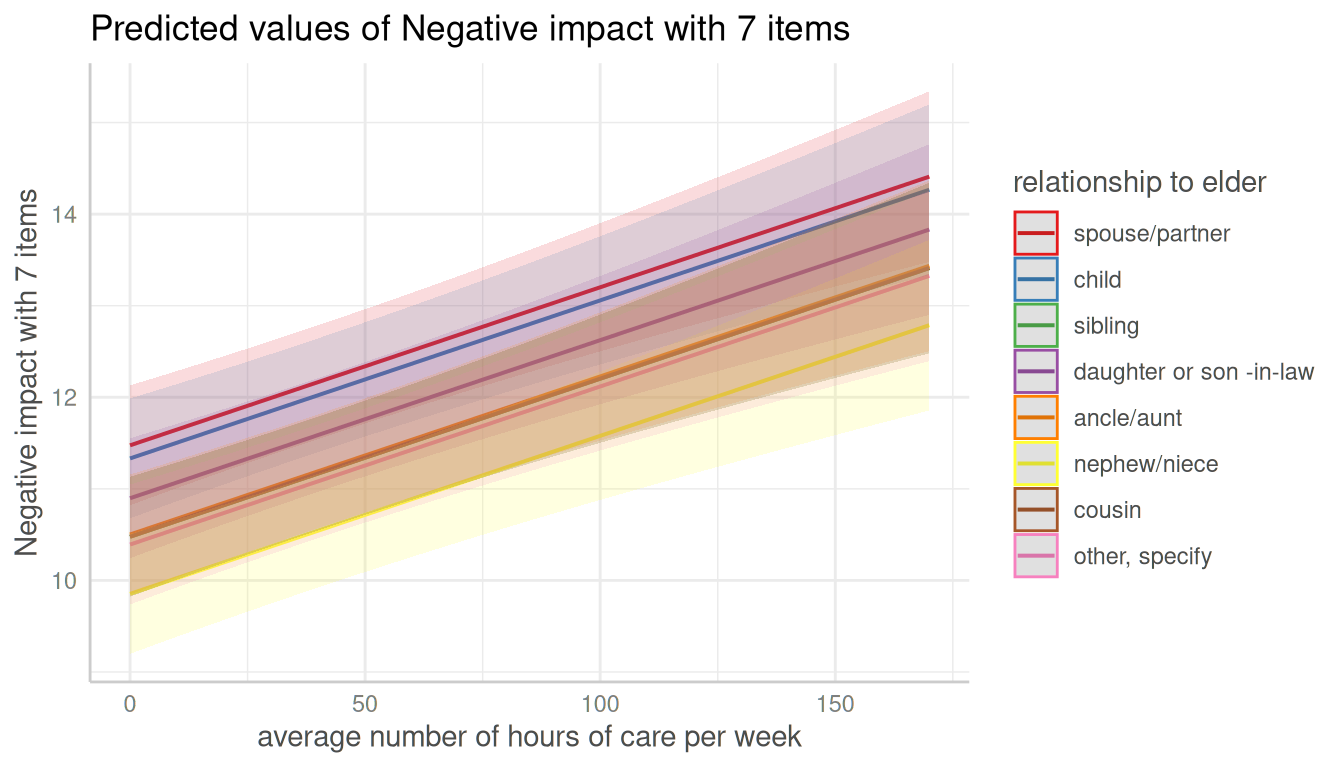 Predicted values of Negative impact with 7 items
Negative impact with 7 items
14
12
10
0 50 100 150
average number of hours of care per week
relationship to elder
spouse/partner
child
sibling
daughter or son -in-law
ancle/aunt
nephew/niece
cousin
other, specify